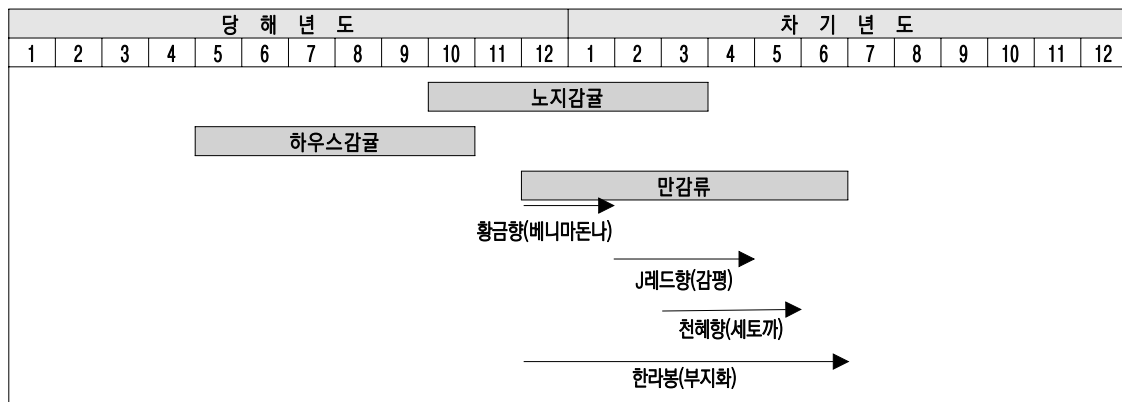 당 해 년 도 차 기 년 도
1 2 3 4 5 6 7 8 9 10 11 12 1 2 3 4 5 6 7 8 9 10 11 12
노지감귤
하우스감귤
만감류
황금향(베니마돈나)
J레드향(감평)
천혜향(세토까)
한라봉(부지화)